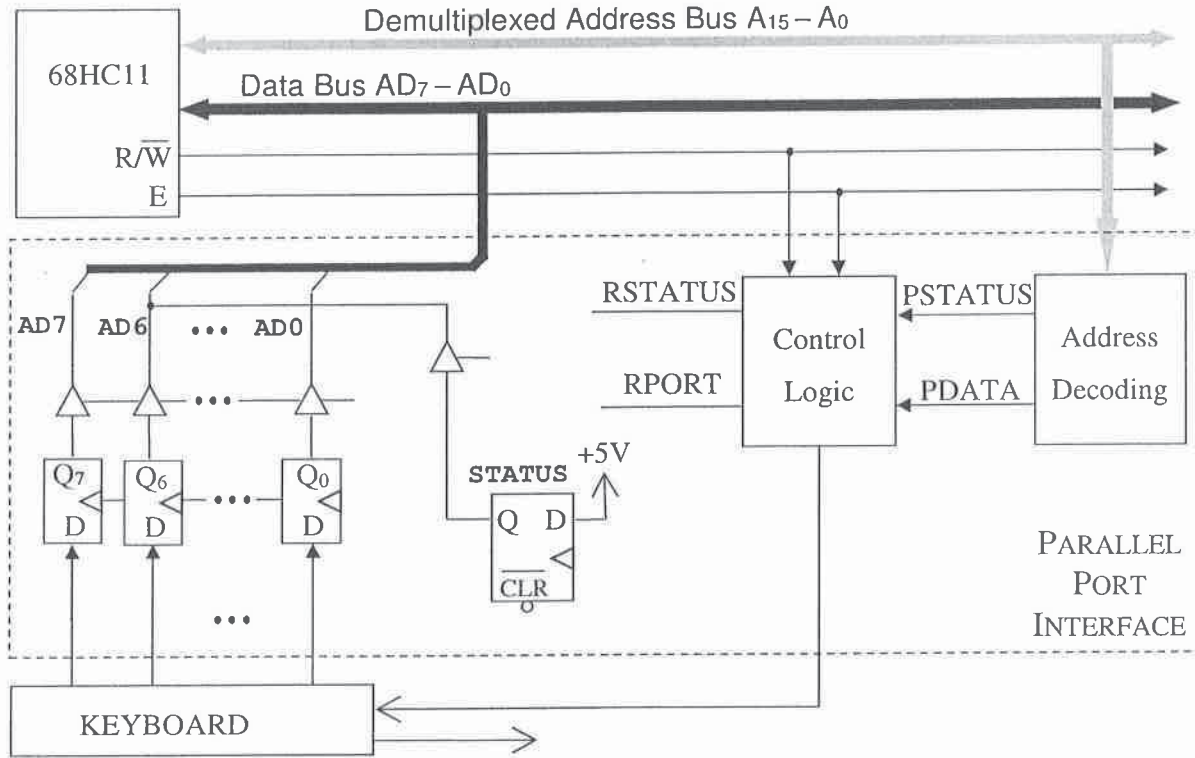 Demultiplexed Address Bus A15 – A0
68HC11
Data Bus AD7 – AD0
R/W̅
E
RSTATUS
PSTATUS
AD7 AD6 ••• AD0
Control Logic
Address Decoding
RPORT
PDATA
•••
+5V
STATUS
Q7 Q6 ••• Q0
Q D
D D D
C̅L̅R̅
PARALLEL
PORT
INTERFACE
•••
KEYBOARD